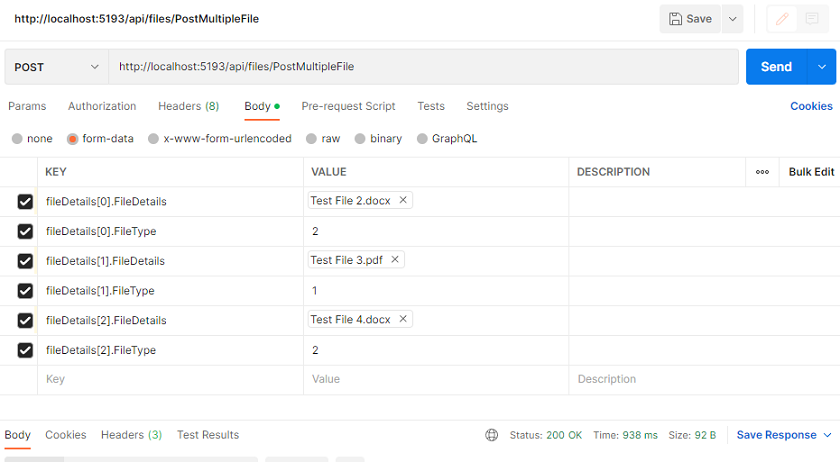 http://localhost:5193/api/files/PostMultipleFile Save
POST http://localhost:5193/api/files/PostMultipleFile Send
Params Authorization Headers (8) Body Pre-request Script Tests Settings Cookies
none form-data x-www-form-urlencoded raw binary GraphQL
KEY VALUE DESCRIPTION ooo Bulk Edit
fileDetails[0].FileDetails Test File 2.docx
fileDetails[0].FileType 2
fileDetails[1].FileDetails Test File 3.pdf
fileDetails[1].FileType 1
fileDetails[2].FileDetails Test File 4.docx
fileDetails[2].FileType 2
Key Value Description
Body Cookies Headers (3) Test Results Status: 200 OK Time: 938 ms Size: 92 B Save Response